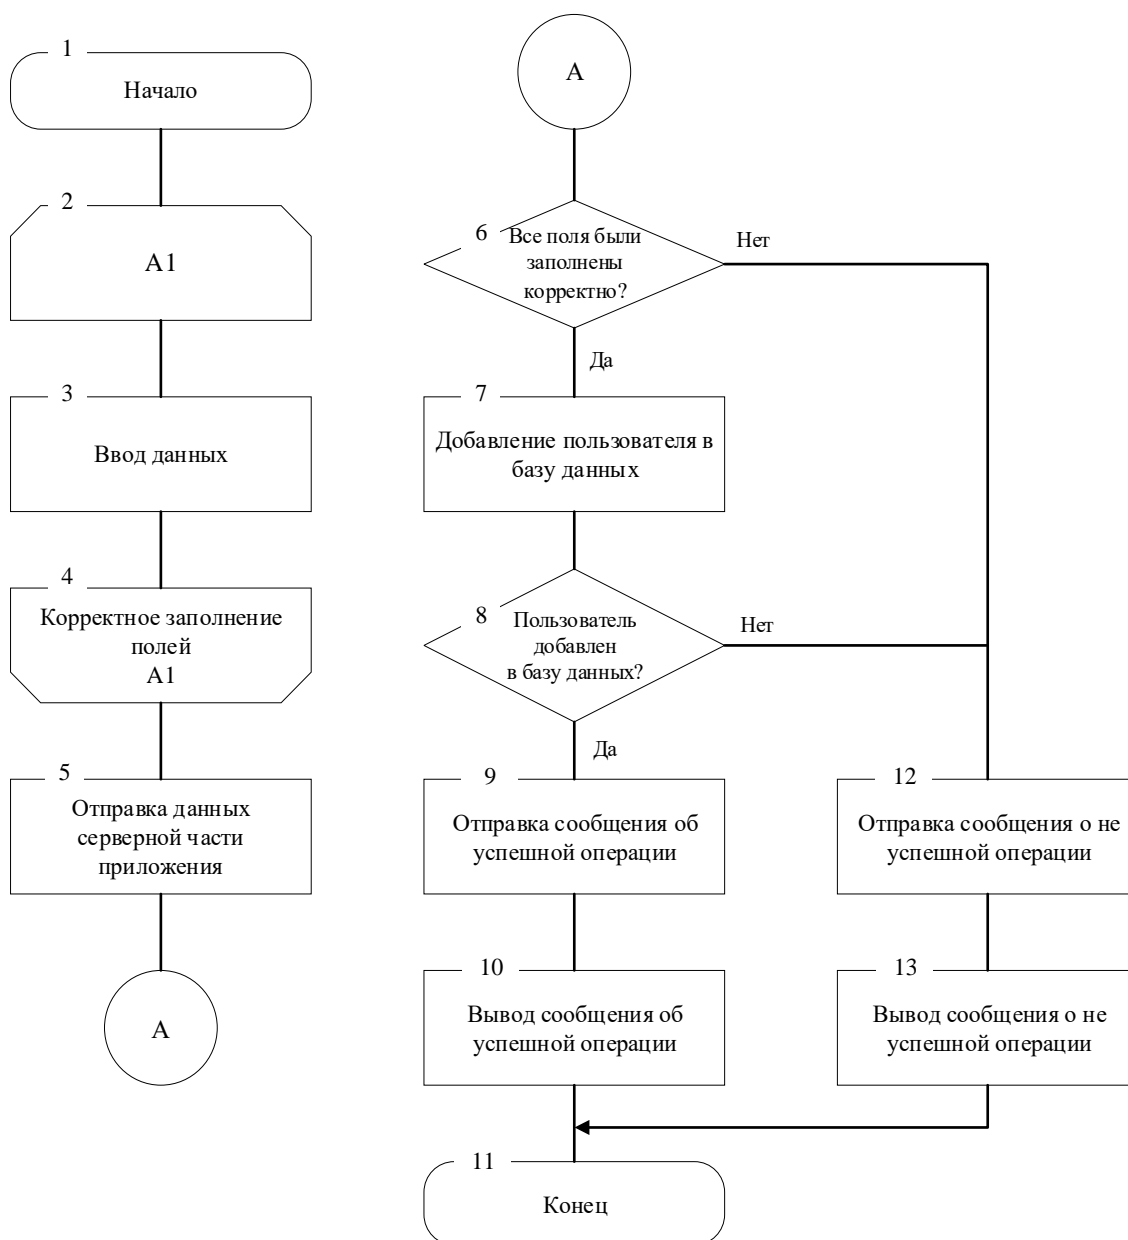 1
Начало
2
А1
3
Ввод данных
4
Корректное заполнение
полей
А1
5
Отправка данных
серверной части
приложения
А
А
6
Все поля были
заполнены
корректно?
Нет
Да
7
Добавление пользователя в
базу данных
8
Пользователь
добавлен
в базу данных?
Нет
Да
9
Отправка сообщения об
успешной операции
10
Вывод сообщения об
успешной операции
11
Конец
12
Отправка сообщения о не
успешной операции
13
Вывод сообщения о не
успешной операции